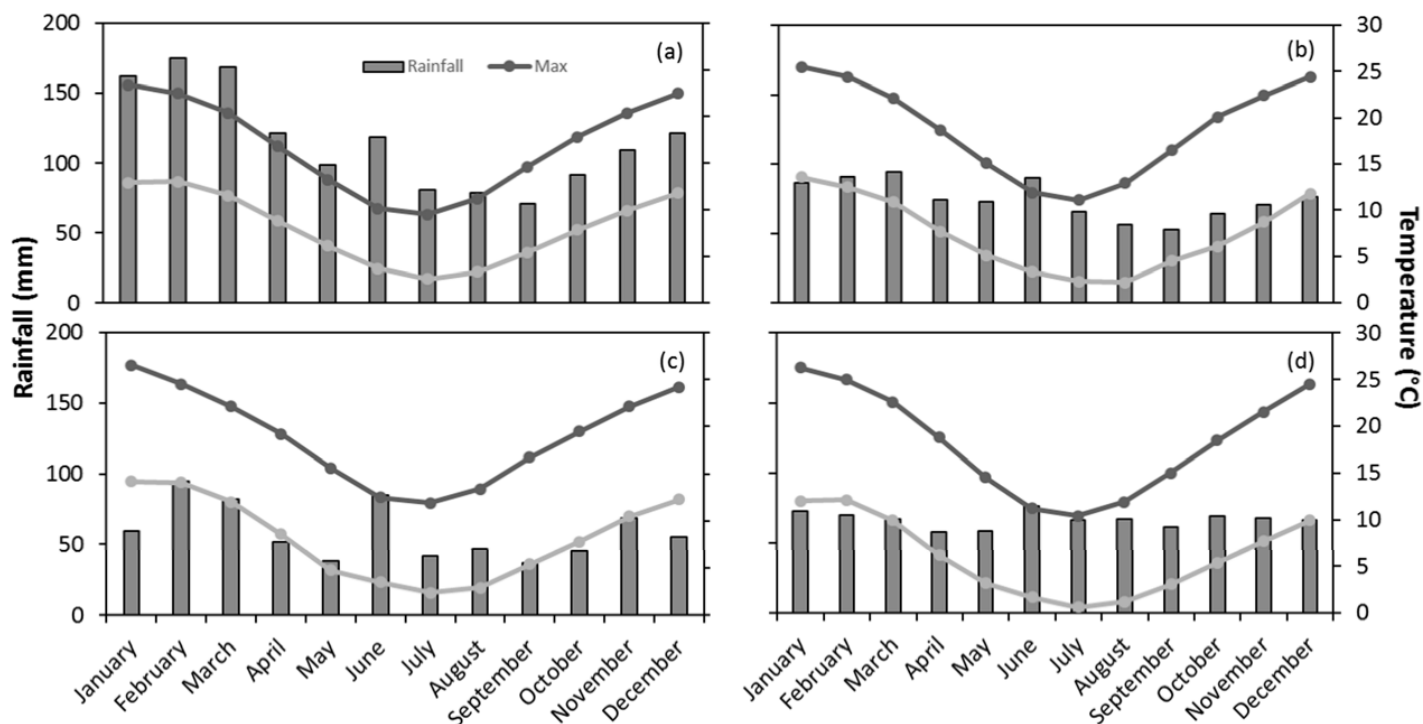 200
150
100
50
0
(a)
Rainfall
Max
(b)
30
25
20
15
10
5
0
Rainfall (mm)
Temperature (°C)
200
150
100
50
0
(c)
(d)
30
25
20
15
10
5
0
January
February
March
April
May
June
July
August
September
October
November
December
January
February
March
April
May
June
July
August
September
October
November
December